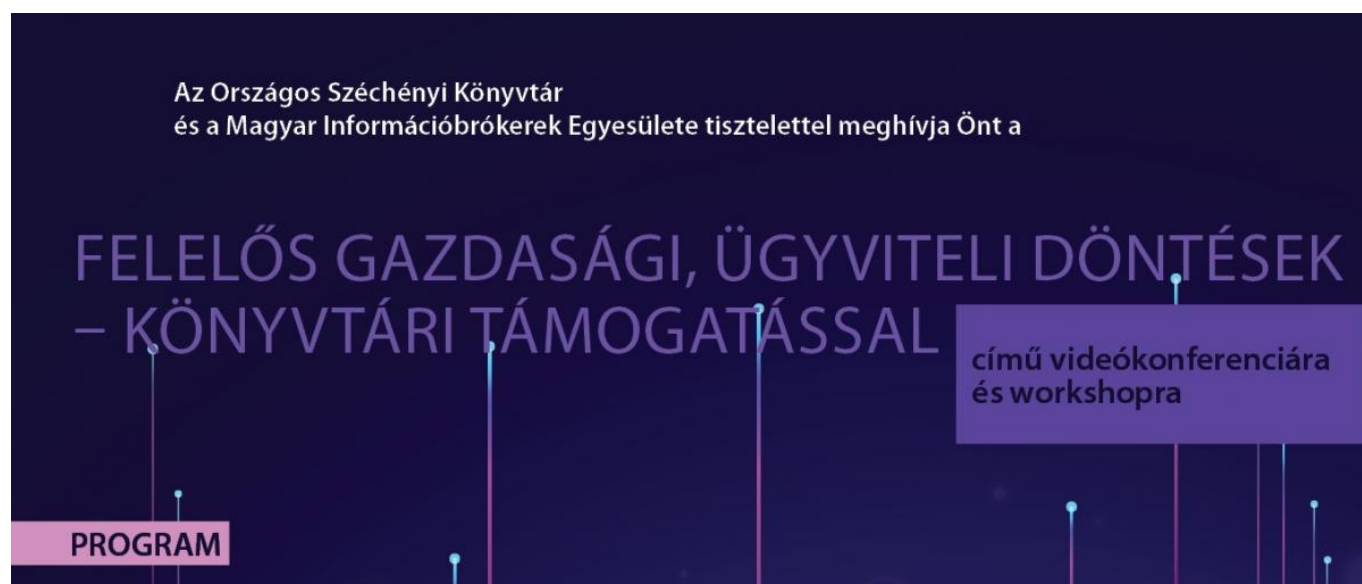 Az Országos Széchényi Könyvtár
és a Magyar Információbrókerek Egyesülete tisztelettel meghívja Önt a
FELELŐS GAZDASÁGI, ÜGYVITELI DÖNTÉSEK
– KÖNYVTÁRI TÁMOGATÁSSAL
című videókonferenciára
és workshopra
PROGRAM